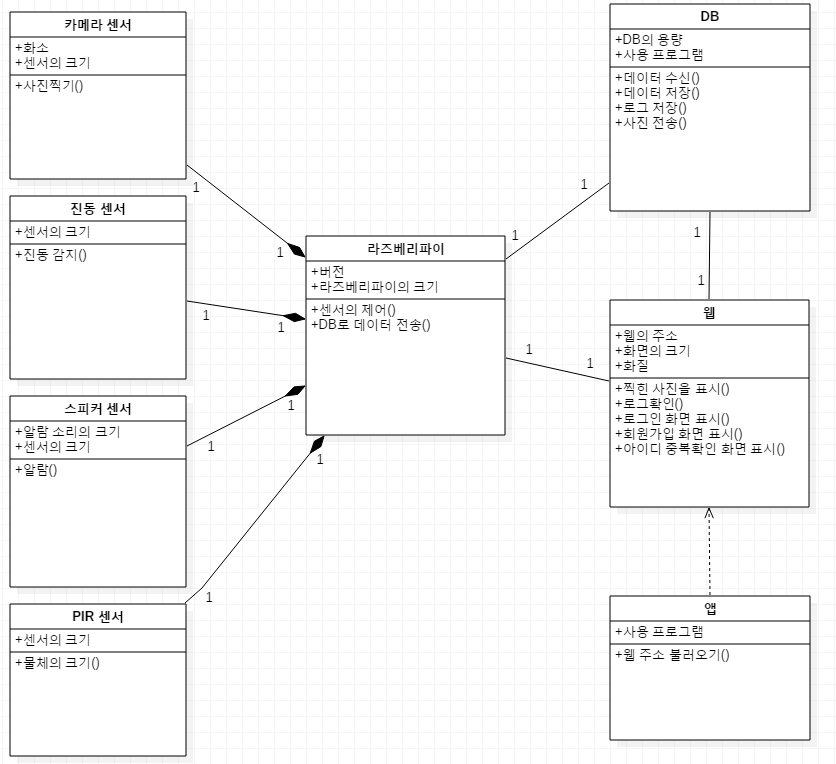 카메라 센서
+화소
+센서의 크기
+사진찍기()
1
1
진동 센서
+센서의 크기
+진동 감지()
1
1
스피커 센서
+알람 소리의 크기
+센서의 크기
+알람()
1
1
PIR 센서
+센서의 크기
+물체의 크기()
1
1
라즈베리파이
+버전
+라즈베리파이의 크기
+센서의 제어()
+DB로 데이터 전송()
1
1
1
1
DB
+DB의 용량
+사용 프로그램
+데이터 수신()
+데이터 저장()
+로그 저장()
+사진 전송()
1
1
웹
+웹의 주소
+화면의 크기
+화질
+찍힌 사진을 표시()
+로그확인()
+로그인 화면 표시()
+회원가입 화면 표시()
+아이디 중복확인 화면 표시()
앱
+사용 프로그램
+웹 주소 불러오기()